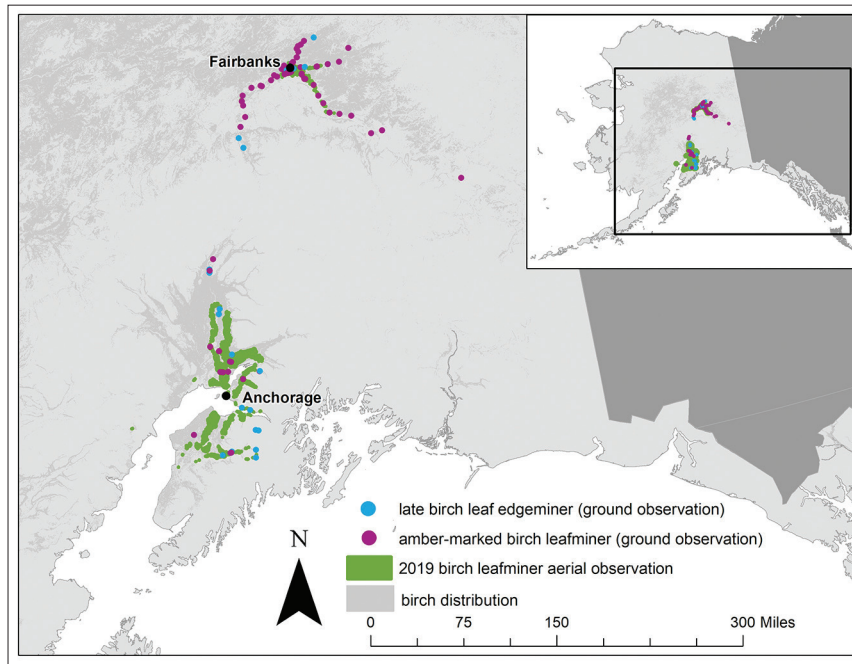 Fairbanks
Anchorage
late birch leaf edgeminer (ground observation)
amber-marked birch leafminer (ground observation)
N
2019 birch leafminer aerial observation
birch distribution
0 75 150 300 Miles